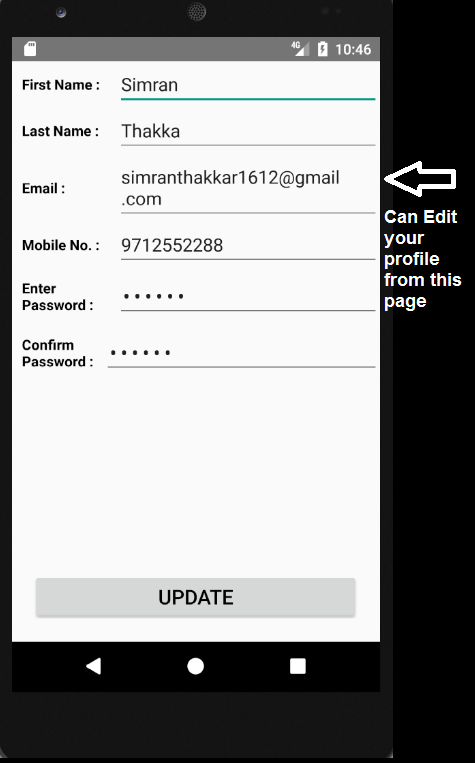 4G 10:46
First Name : Simran
Last Name : Thakka
Email : simranthakkar1612@gmail
.com
Mobile No. : 9712552288
Enter
Password : ••••••
Confirm
Password : ••••••
Can Edit
your
profile
from this
page
UPDATE